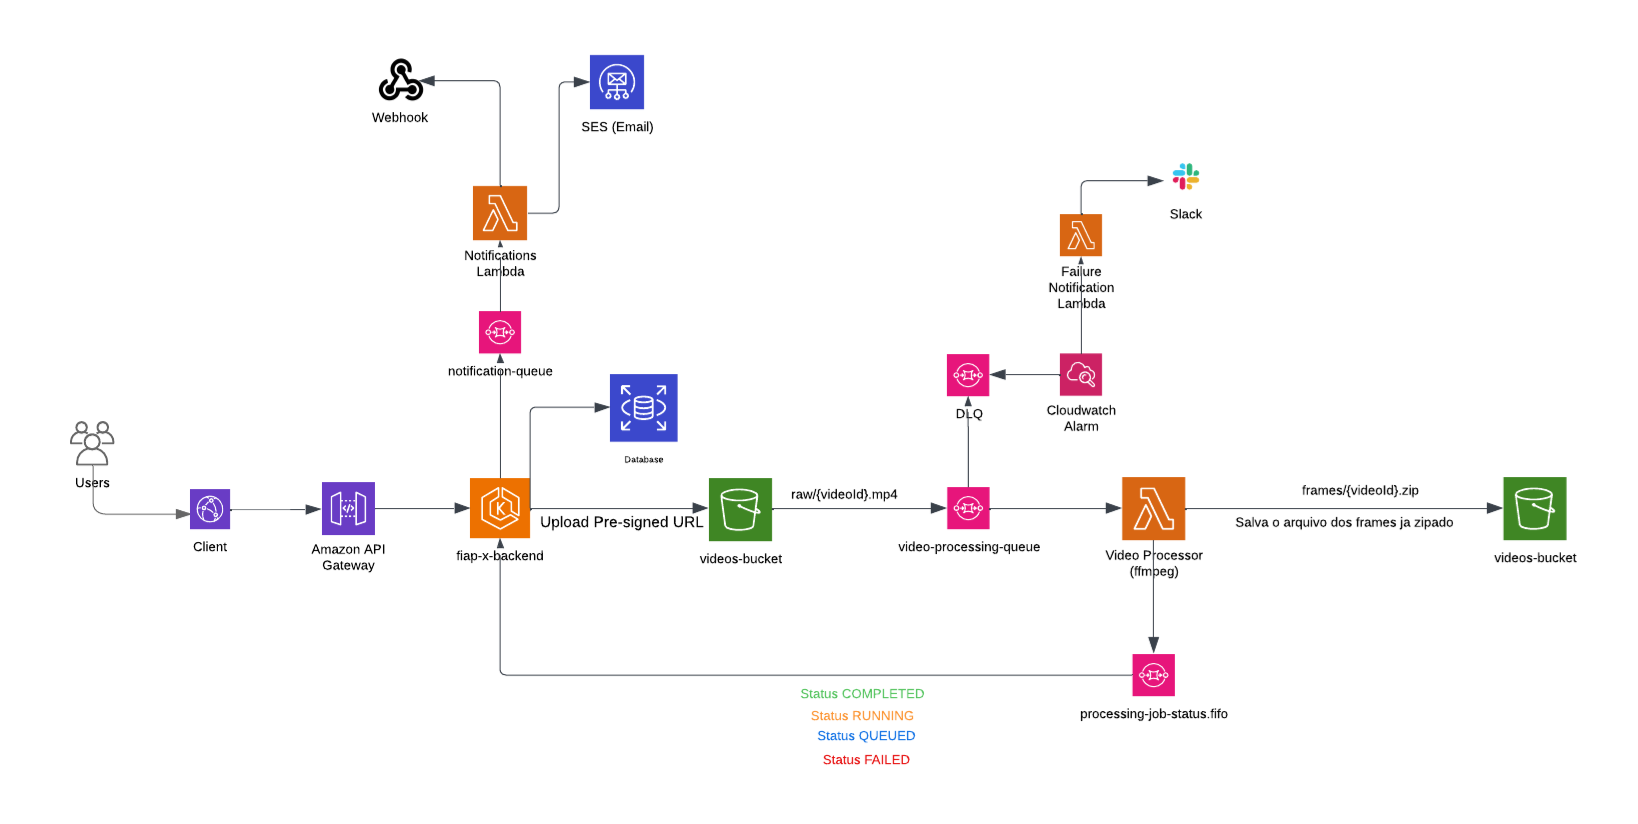 Webhook
SES (Email)
Slack
Notifications
Lambda
Failure
Notification
Lambda
notification-queue
DLQ
Cloudwatch
Alarm
Database
Users
raw/{videoId}.mp4
frames/{videoId}.zip
Upload Pre-signed URL
Salva o arquivo dos frames ja zipado
Client
Amazon API
Gateway
fiap-x-backend
videos-bucket
video-processing-queue
Video Processor
(ffmpeg)
videos-bucket
Status COMPLETED
Status RUNNING
Status QUEUED
Status FAILED
processing-job-status.fifo